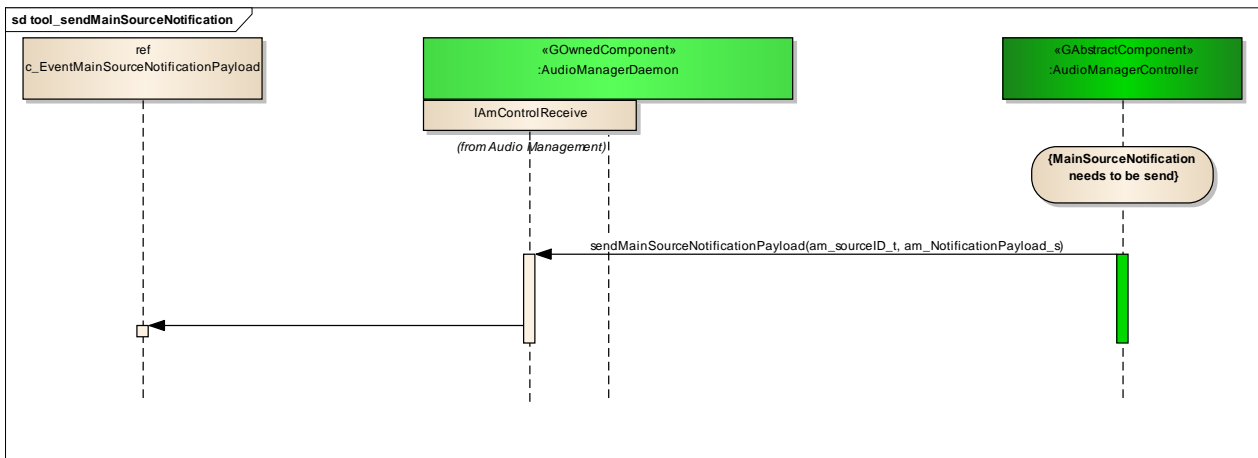 sd tool_sendMainSourceNotification
ref
c_EventMainSourceNotificationPayload
«GOwnedComponent»
:AudioManagerDaemon
«GAbstractComponent»
:AudioManagerController
IAmControlReceive
(from Audio Management)
{MainSourceNotification
needs to be send}
sendMainSourceNotificationPayload(am_sourceID_t, am_NotificationPayload_s)